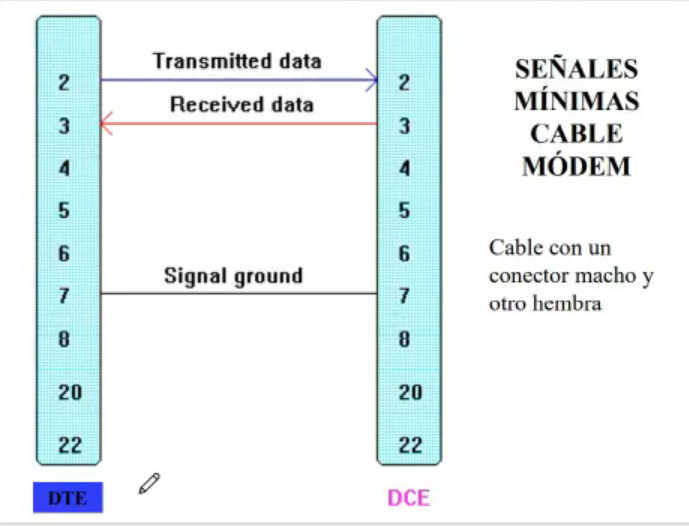 Transmitted data
2 2
Received data
3 3
4 4
5 5
6 6
Signal ground
7 7
8 8
20 20
22 22
DTE DCE
SEÑALES
MÍNIMAS
CABLE
MÓDEM
Cable con un
conector macho y
otro hembra